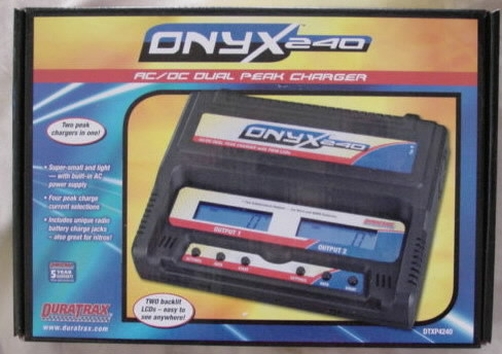 ONYX 240
AC/DC DUAL PEAK CHARGER
Two peak
chargers in one!
• Super-small and light
— with built-in AC
power supply
• Four peak charge
current selections
• Includes unique radio
battery charge jacks
– also great for nitros!
5 YEAR
DURATRAX
www.duratrax.com
TWO backlit
LCDs – easy to
see anywhere!
ONYX 240
OUTPUT 1
OUTPUT 2
DURATRAX
DTXP4240